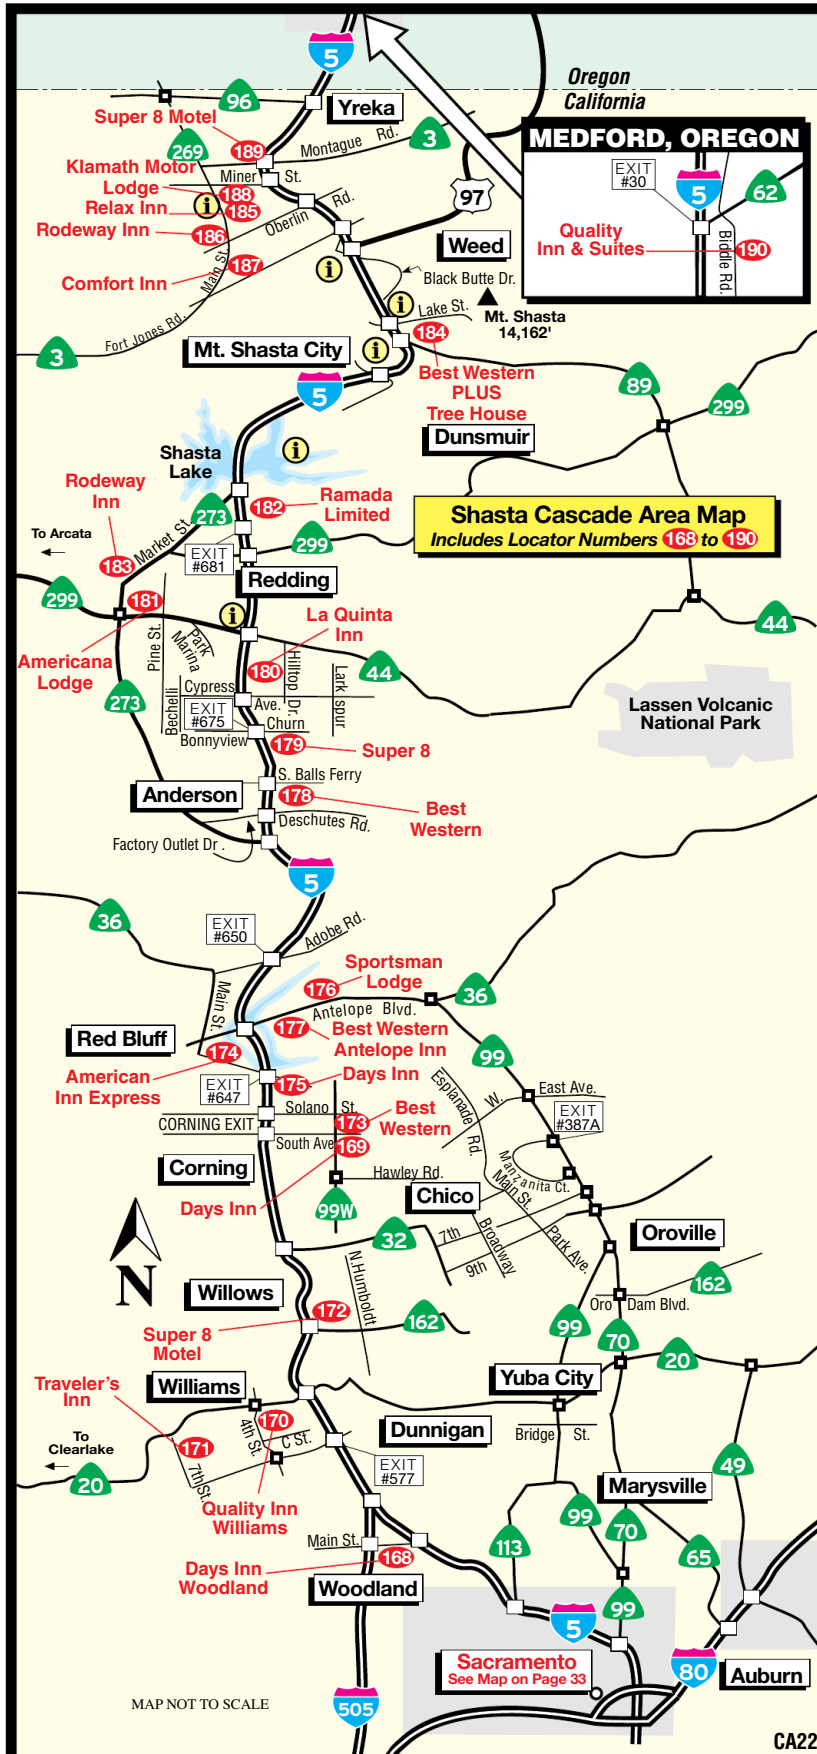 5
Oregon
California
96
Yreka
Super 8 Motel
269
189
Montague Rd.
3
MEDFORD, OREGON
EXIT
#30
5
62
Quality
Inn & Suites
190
Biddle Rd.
Klamath Motor
Lodge
Miner St.
188
Relax Inn
185
Rodeway Inn
186
Oberlin Rd.
97
Main St.
Weed
Comfort Inn
187
Black Butte Dr.
Mt. Shasta
14,162'
Lake St.
Fort Jones Rd.
3
184
Mt. Shasta City
Best Western
PLUS
Tree House
5
89
299
Dunsmuir
Shasta
Lake
Rodeway
Inn
273
182
Ramada
Limited
Shasta Cascade Area Map
Includes Locator Numbers 168 to 190
To Arcata
Market St.
183
EXIT
#681
299
Redding
299
181
44
La Quinta
Inn
Pine St.
Park
Marina
Americana
Lodge
180
Hilltop Dr.
Lark spur
44
273
Bechelli
Cypress
Ave.
EXIT
#675
Churn
Bonnyview
179
Super 8
Lassen Volcanic
National Park
S. Balls Ferry
Anderson
178
Best
Western
Deschutes Rd.
Factory Outlet Dr .
5
36
EXIT
#650
Adobe Rd.
Sportsman
Lodge
176
36
Main St.
Antelope Blvd.
Red Bluff
177
Best Western
Antelope Inn
99
174
American
Inn Express
EXIT
#647
175
Days Inn
Esplanade Rd.
W. East Ave.
EXIT
#387A
Solano St.
CORNING EXIT
173
Best
Western
South Ave
169
Corning
Manzanita Ct.
Hawley Rd.
Main St.
Days Inn
99W
Chico
32
7th
9th
Broadway
Park Ave.
Oroville
N
N.Humboldt
162
Willows
172
162
Oro Dam Blvd.
Super 8
Motel
99
70
20
Traveler's
Inn
Williams
Yuba City
170
4th St.
C St.
Dunnigan
Bridge St.
To
Clearlake
171
7th St.
20
EXIT
#577
49
Marysville
Quality Inn
Williams
99
70
Main St.
113
65
Days Inn
Woodland
168
Woodland
99
5
Sacramento
See Map on Page 33
80
Auburn
MAP NOT TO SCALE
505
CA22